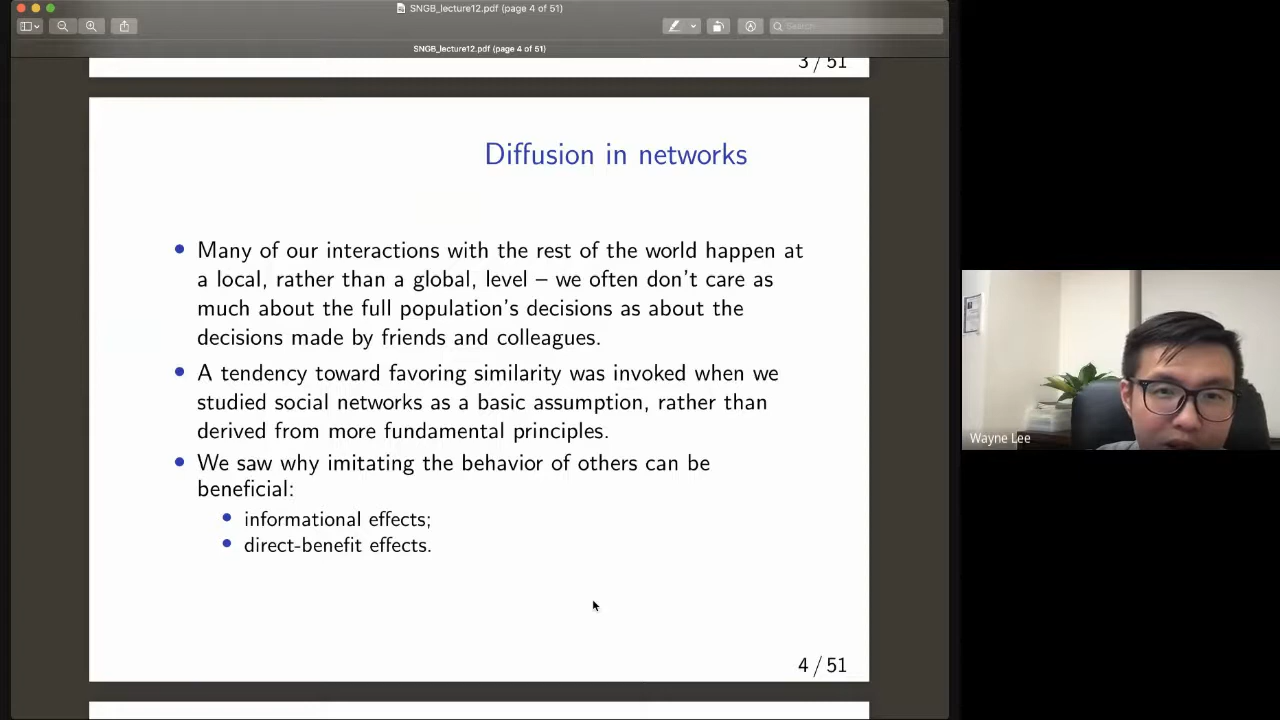 SNGB_lecture12.pdf (page 4 of 51)
Search
SNGB_lecture12.pdf (page 4 of 51)
3 / 51
Diffusion in networks
• Many of our interactions with the rest of the world happen at
a local, rather than a global, level – we often don't care as
much about the full population's decisions as about the
decisions made by friends and colleagues.
• A tendency toward favoring similarity was invoked when we
studied social networks as a basic assumption, rather than
derived from more fundamental principles.
• We saw why imitating the behavior of others can be
beneficial:
• informational effects;
• direct-benefit effects.
4 / 51
Wayne Lee